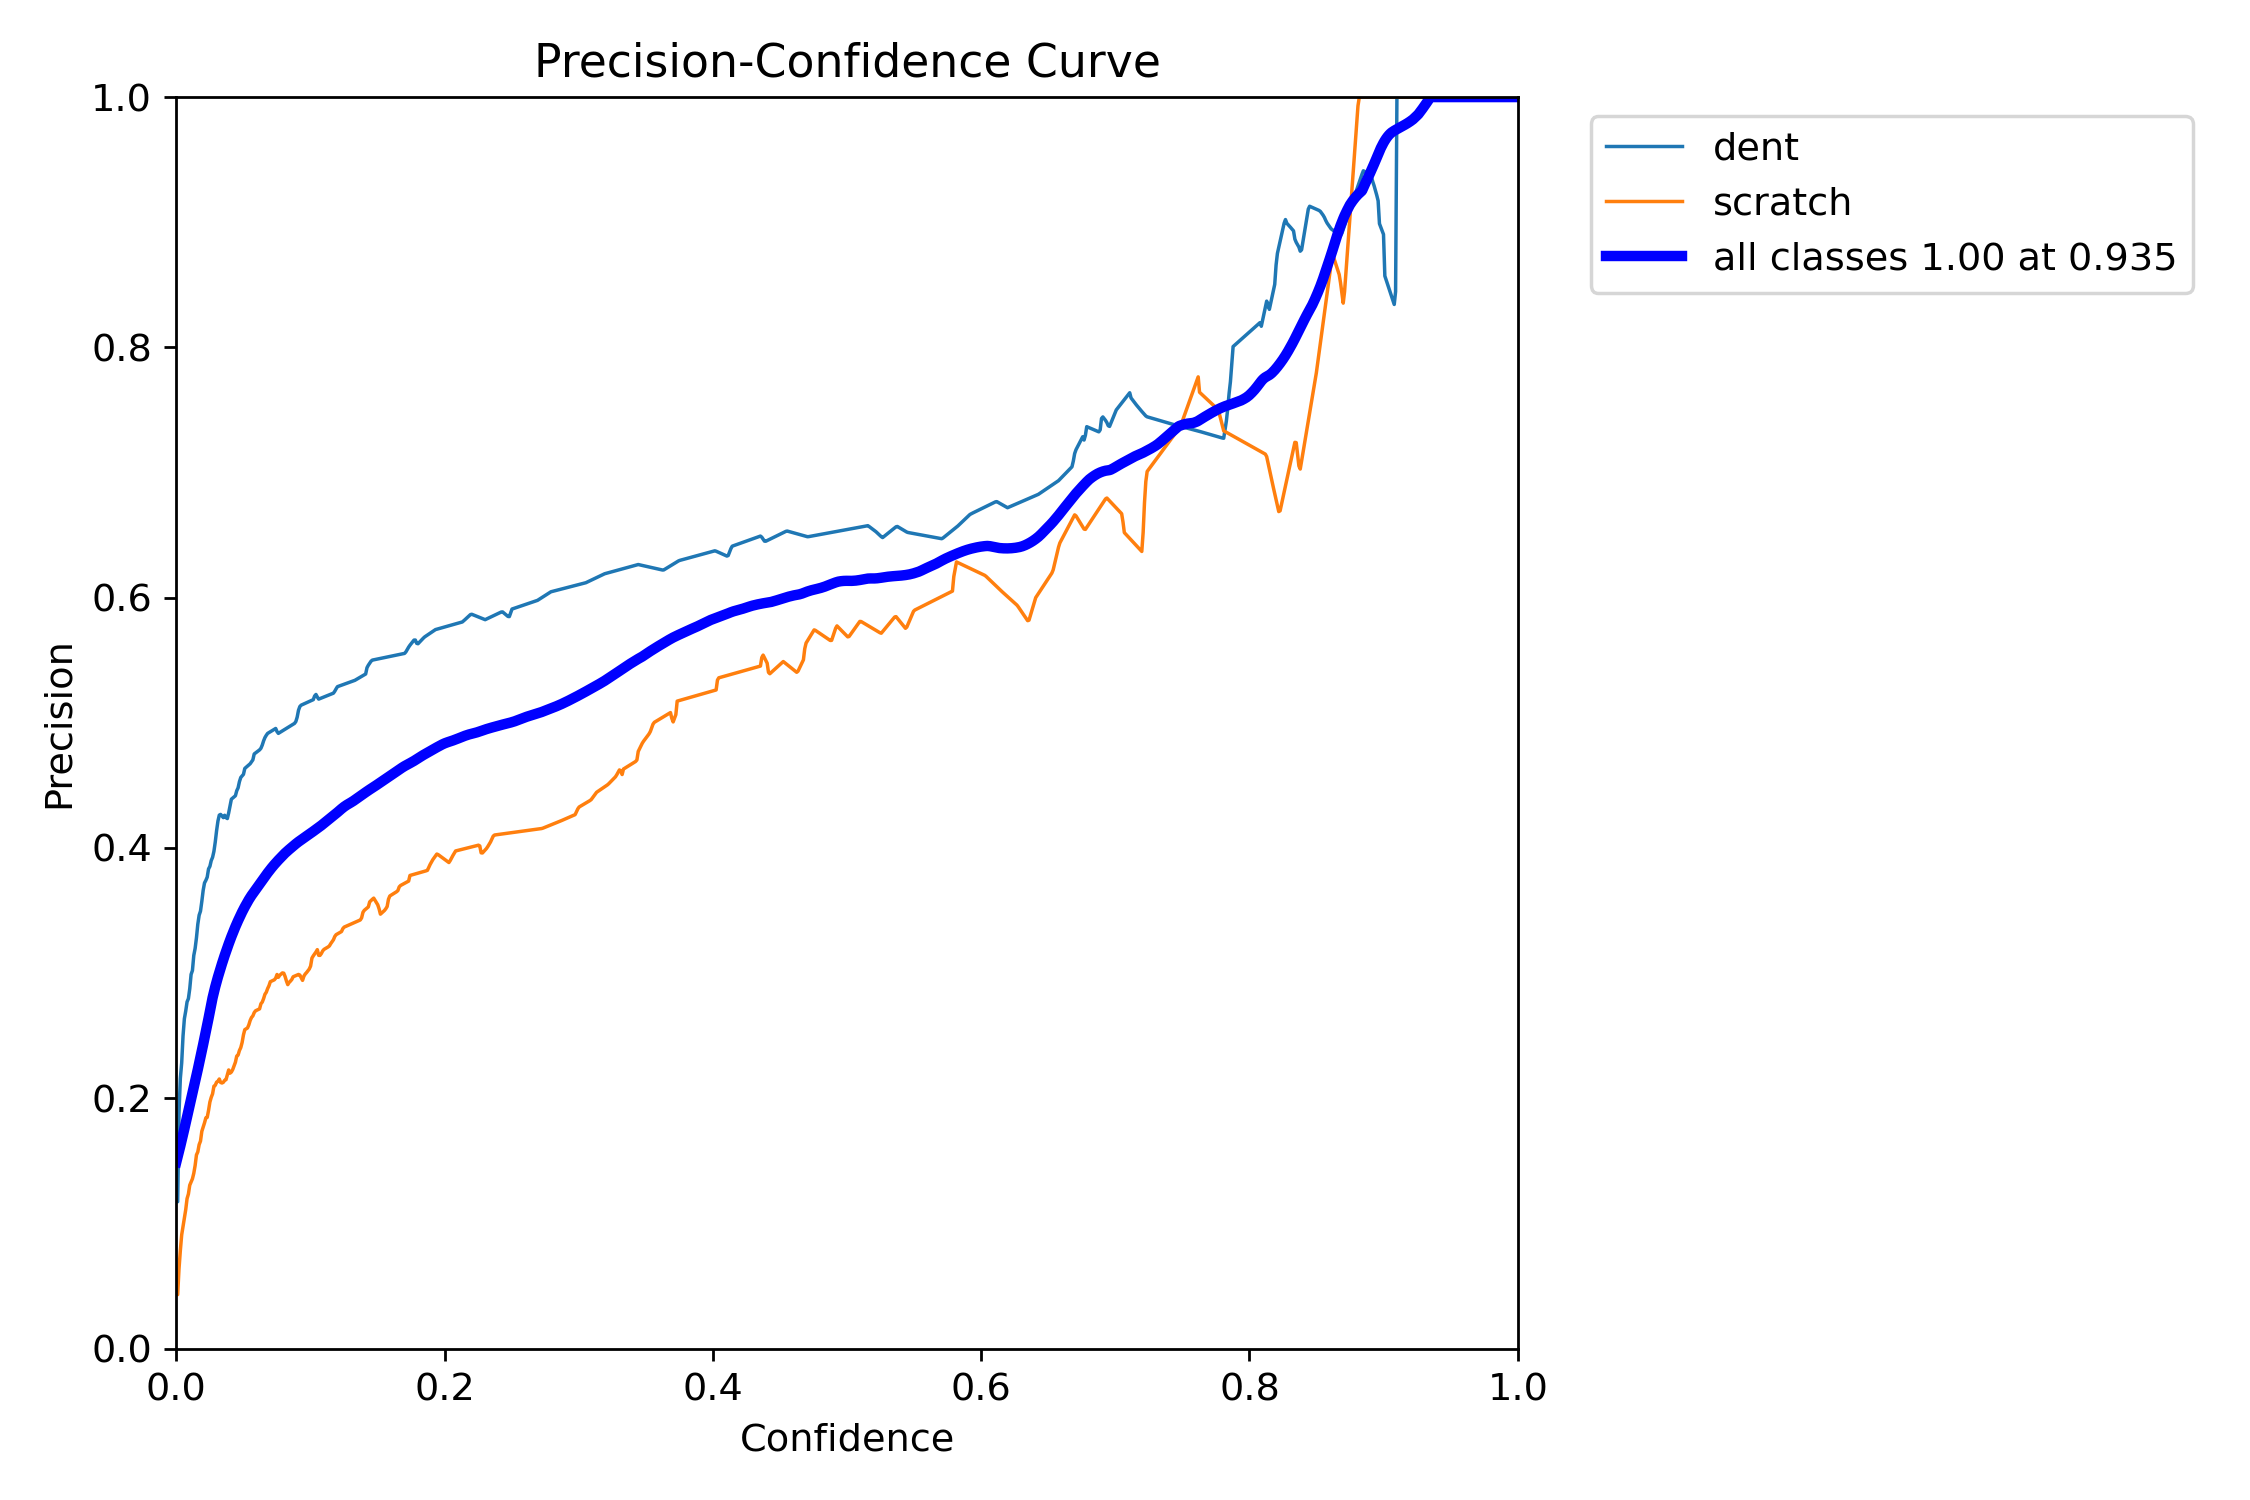 Precision-Confidence Curve
1.0
0.8
0.6
0.4
0.2
0.0
Precision
0.0 0.2 0.4 0.6 0.8 1.0
Confidence
dent
scratch
all classes 1.00 at 0.935